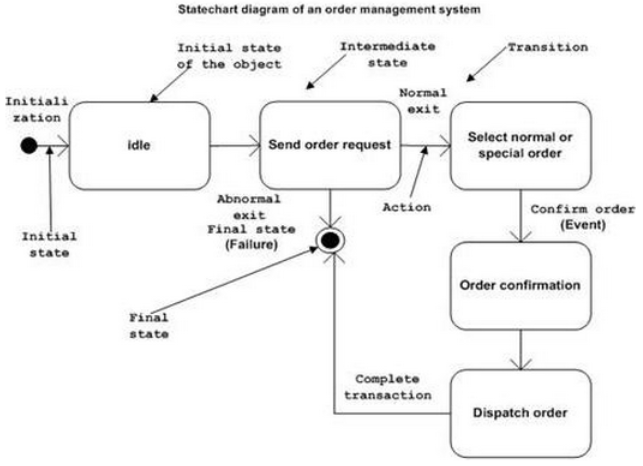 Statechart diagram of an order management system
Initial state
of the object
Intermediate
state
Transition
Initiali
zation
Normal
exit
idle
Send order request
Select normal or
special order
Abnormal
exit
Final state
(Failure)
Action
Confirm order
(Event)
Initial
state
Order confirmation
Final
state
Complete
transaction
Dispatch order